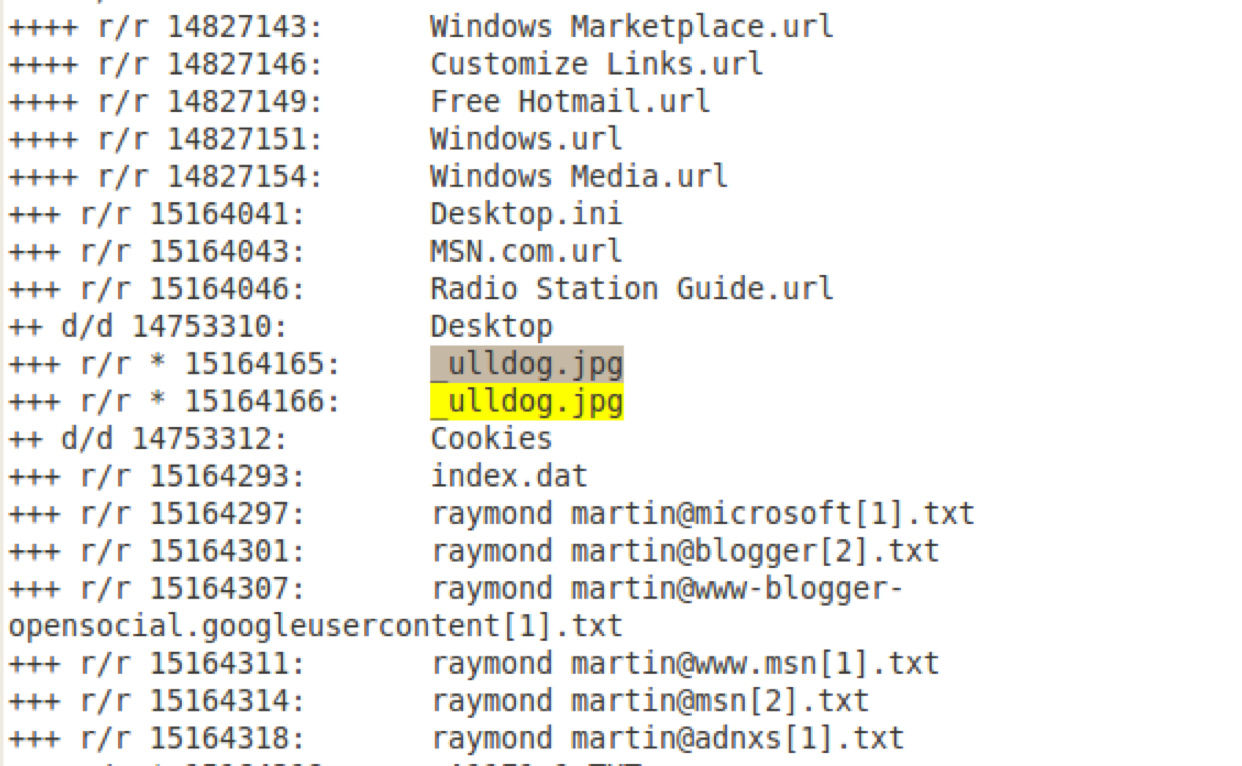 ++++ r/r 14827143: Windows Marketplace.url
++++ r/r 14827146: Customize Links.url
++++ r/r 14827149: Free Hotmail.url
++++ r/r 14827151: Windows.url
++++ r/r 14827154: Windows Media.url
+++ r/r 15164041: Desktop.ini
+++ r/r 15164043: MSN.com.url
+++ r/r 15164046: Radio Station Guide.url
++ d/d 14753310: Desktop
+++ r/r * 15164165: _ulldog.jpg
+++ r/r * 15164166: _ulldog.jpg
++ d/d 14753312: Cookies
+++ r/r 15164293: index.dat
+++ r/r 15164297: raymond martin@microsoft[1].txt
+++ r/r 15164301: raymond martin@blogger[2].txt
+++ r/r 15164307: raymond martin@www-blogger-
opensocial.googleusercontent[1].txt
+++ r/r 15164311: raymond martin@www.msn[1].txt
+++ r/r 15164314: raymond martin@msn[2].txt
+++ r/r 15164318: raymond martin@adnxs[1].txt